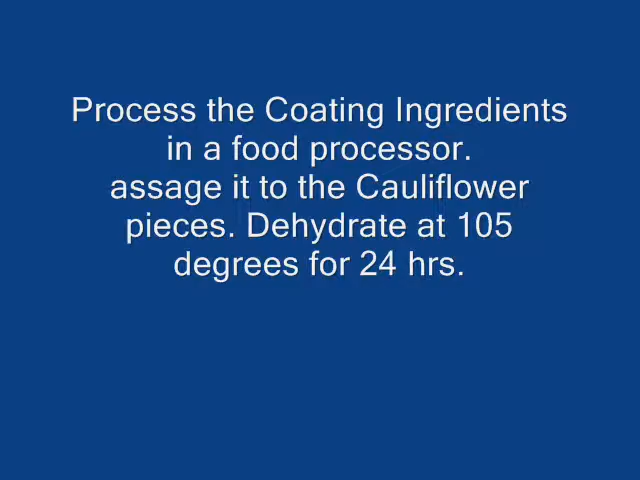 Process the Coating Ingredients
in a food processor.
assage it to the Cauliflower
pieces. Dehydrate at 105
degrees for 24 hrs.